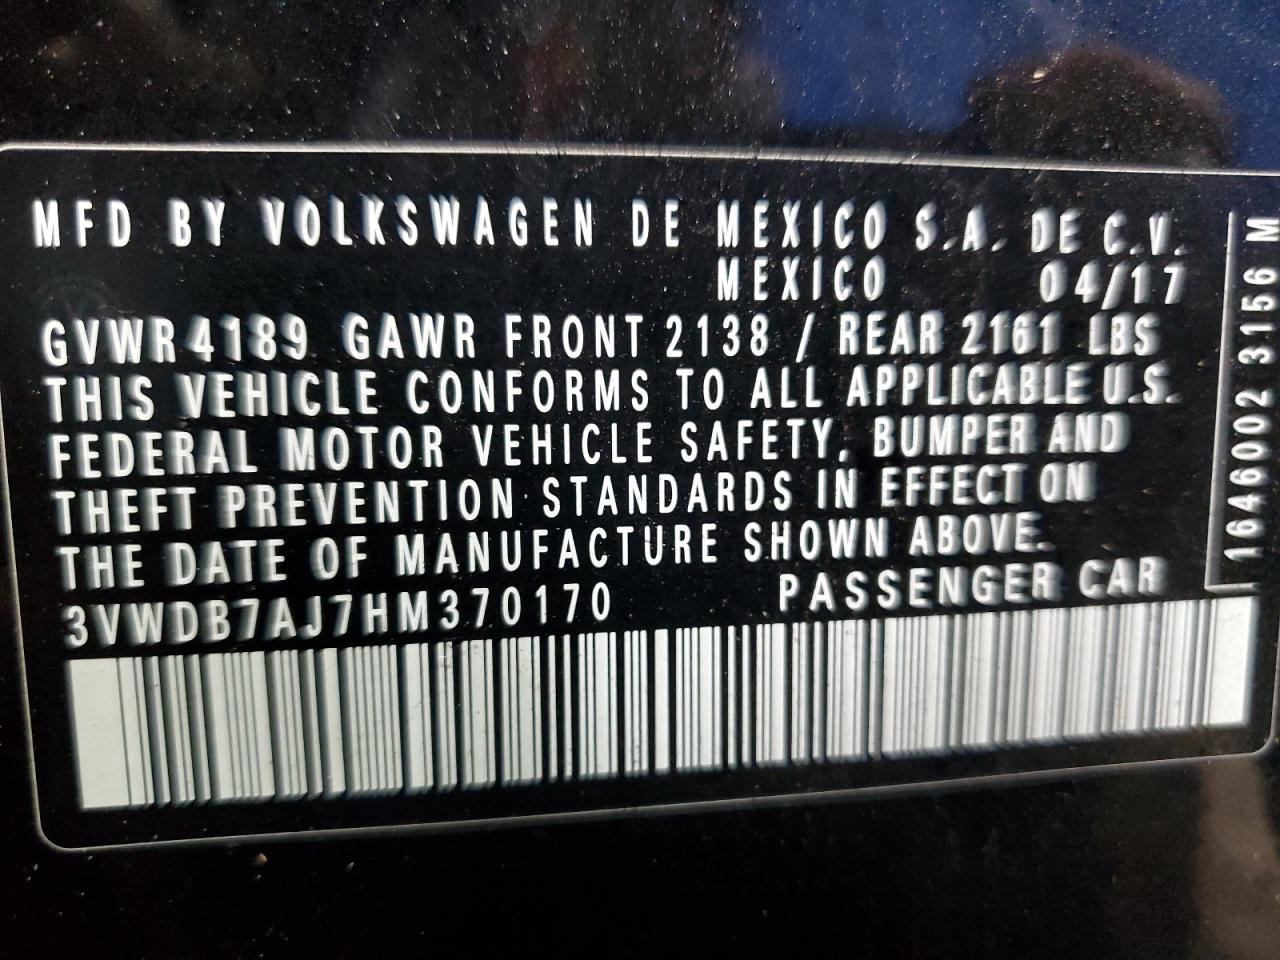 MFD BY VOLKSWAGEN DE MEXICO S.A. DE C.V.
MEXICO 04/17
GVWR 4189 GAWR FRONT 2138 / REAR 2161 LBS
THIS VEHICLE CONFORMS TO ALL APPLICABLE U.S.
FEDERAL MOTOR VEHICLE SAFETY, BUMPER AND
THEFT PREVENTION STANDARDS IN EFFECT ON
THE DATE OF MANUFACTURE SHOWN ABOVE.
3VWDB7AJ7HM370170 PASSENGER CAR
1646002 3156 M